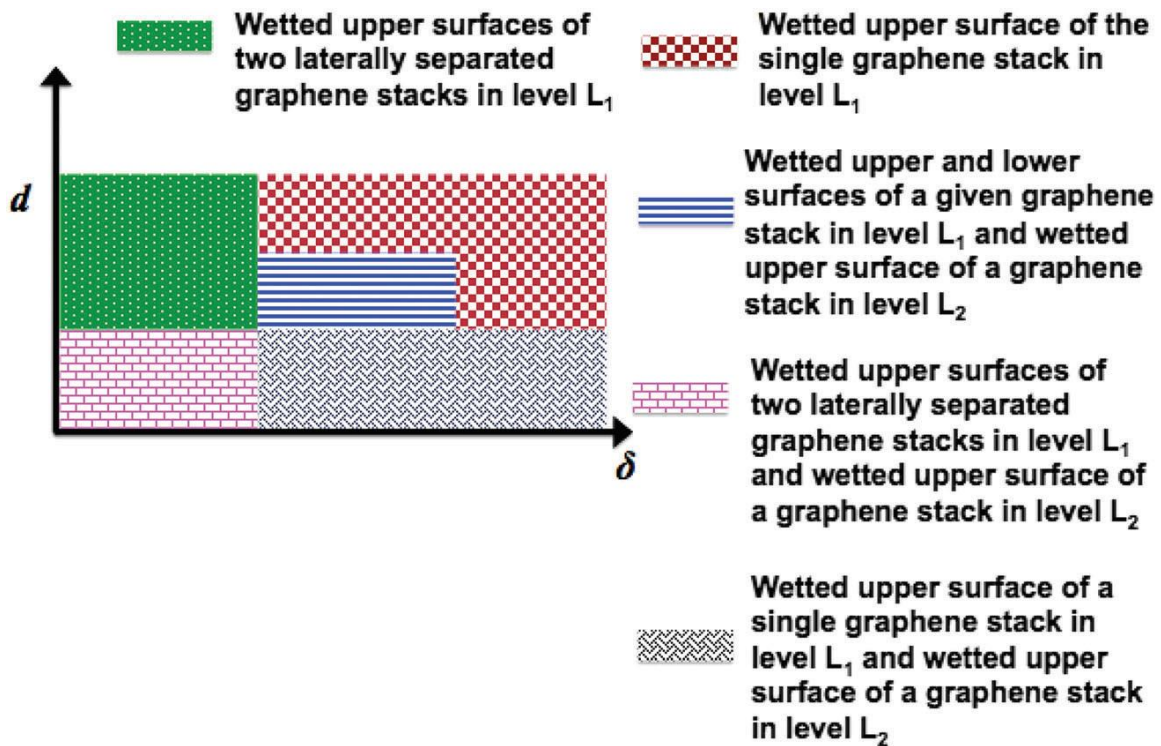 Wetted upper surfaces of
two laterally separated
graphene stacks in level L₁
Wetted upper surface of the
single graphene stack in
level L₁
d
Wetted upper and lower
surfaces of a given graphene
stack in level L₁ and wetted
upper surface of a graphene
stack in level L₂
δ
Wetted upper surfaces of
two laterally separated
graphene stacks in level L₁
and wetted upper surface of
a graphene stack in level L₂
Wetted upper surface of a
single graphene stack in
level L₁ and wetted upper
surface of a graphene stack
in level L₂